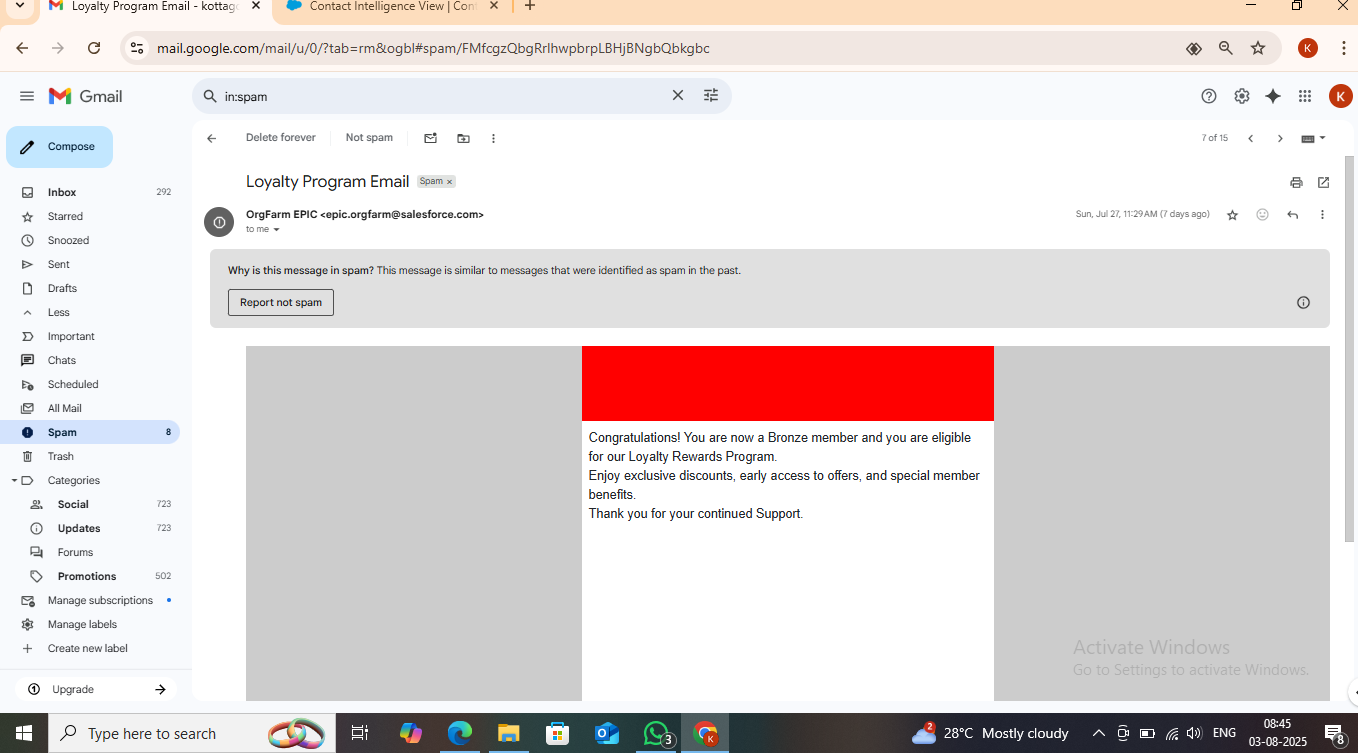 Loyalty Program Email - kottag
Contact Intelligence View | Con
mail.google.com/mail/u/0/?tab=rm&ogbl#spam/FMfcgzQbgRrlhwpbrpLBHjBNgbQbkgbc
K
Gmail
in:spam
K
Compose
Delete forever
Not spam
7 of 15
Loyalty Program Email
Spam x
Inbox 292
Starred
Snoozed
Sent
Drafts
Less
Important
Chats
Scheduled
All Mail
Spam 8
Trash
Categories
Social 723
Updates 723
Forums
Promotions 502
Manage subscriptions
Manage labels
Create new label
Upgrade
OrgFarm EPIC <epic.orgfarm@salesforce.com>
Sun, Jul 27, 11:29 AM (7 days ago)
to me
Why is this message in spam? This message is similar to messages that were identified as spam in the past.
Report not spam
Congratulations! You are now a Bronze member and you are eligible
for our Loyalty Rewards Program.
Enjoy exclusive discounts, early access to offers, and special member
benefits.
Thank you for your continued Support.
Activate Windows
Go to Settings to activate Windows.
Type here to search
3
K
2
28°C Mostly cloudy
ENG
08:45
03-08-2025
8